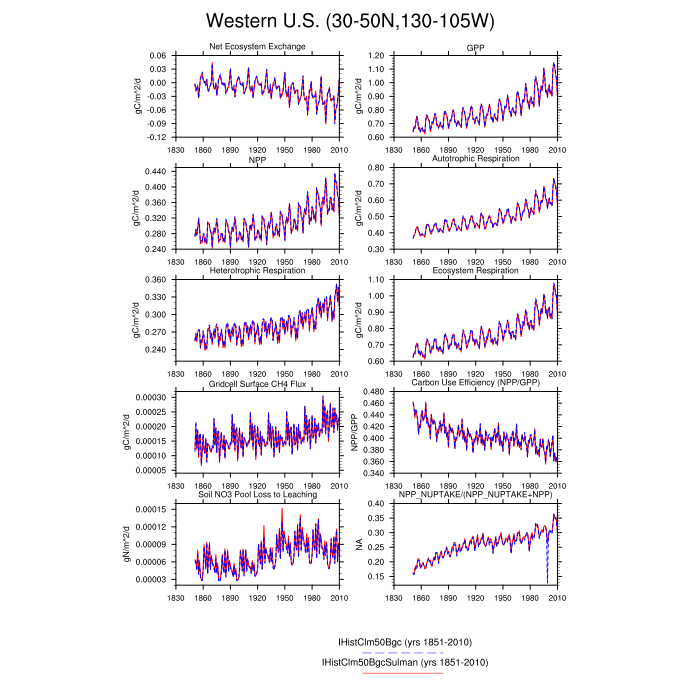 Western U.S. (30-50N,130-105W)
Net Ecosystem Exchange
gC/m^2/d
0.06
0.03
0.00
-0.03
-0.06
-0.09
-0.12
1830 1860 1890 1920 1950 1980 2010
GPP
gC/m^2/d
1.20
1.10
1.00
0.90
0.80
0.70
0.60
1830 1860 1890 1920 1950 1980 2010
NPP
gC/m^2/d
0.440
0.400
0.360
0.320
0.280
0.240
1830 1860 1890 1920 1950 1980 2010
Autotrophic Respiration
gC/m^2/d
0.80
0.70
0.60
0.50
0.40
0.30
1830 1860 1890 1920 1950 1980 2010
Heterotrophic Respiration
gC/m^2/d
0.360
0.330
0.300
0.270
0.240
1830 1860 1890 1920 1950 1980 2010
Ecosystem Respiration
gC/m^2/d
1.10
1.00
0.90
0.80
0.70
0.60
1830 1860 1890 1920 1950 1980 2010
Gridcell Surface CH4 Flux
gC/m^2/d
0.00030
0.00025
0.00020
0.00015
0.00010
0.00005
1830 1860 1890 1920 1950 1980 2010
Carbon Use Efficiency (NPP/GPP)
NPP/GPP
0.480
0.460
0.440
0.420
0.400
0.380
0.360
0.340
1830 1860 1890 1920 1950 1980 2010
Soil NO3 Pool Loss to Leaching
gN/m^2/d
0.00015
0.00012
0.00009
0.00006
0.00003
1830 1860 1890 1920 1950 1980 2010
NPP_NUPTAKE/(NPP_NUPTAKE+NPP)
NA
0.40
0.35
0.30
0.25
0.20
0.15
1830 1860 1890 1920 1950 1980 2010
IHistClm50Bgc (yrs 1851-2010)
IHistClm50BgcSulman (yrs 1851-2010)